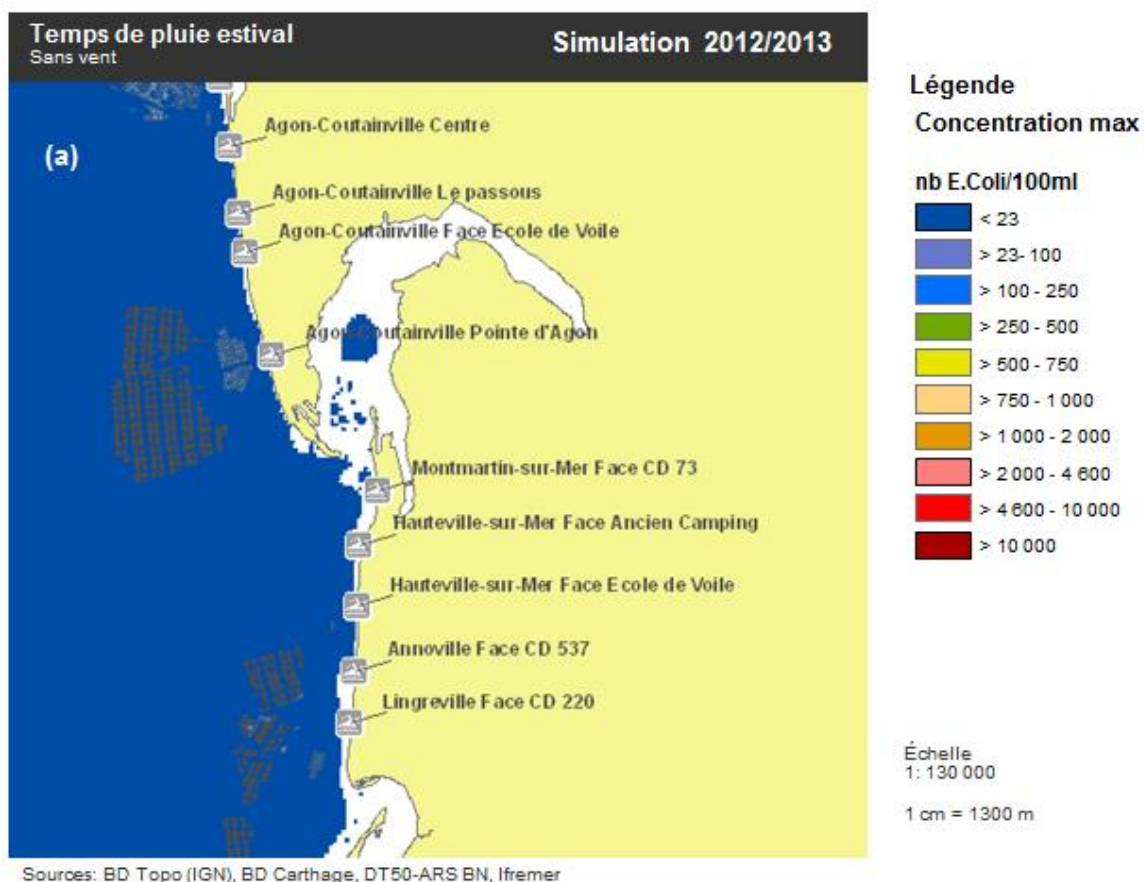 Temps de pluie estival
Sans vent
Simulation 2012/2013
(a)
Agon-Coutainville Centre
Agon-Coutainville Le passous
Agon-Coutainville Face Ecole de Voile
Agon-Coutainville Pointe d'Agon
Montmartin-sur-Mer Face CD 73
Hauteville-sur-Mer Face Ancien Camping
Hauteville-sur-Mer Face Ecole de Voile
Annoville Face CD 537
Lingreville Face CD 220
Légende
Concentration max
nb E.Coli/100ml
< 23
> 23- 100
> 100 - 250
> 250 - 500
> 500 - 750
> 750 - 1 000
> 1 000 - 2 000
> 2 000 - 4 600
> 4 600 - 10 000
> 10 000
Échelle
1: 130 000
1 cm = 1300 m
Sources: BD Topo (IGN), BD Carthage, DT50-ARS BN, Ifremer